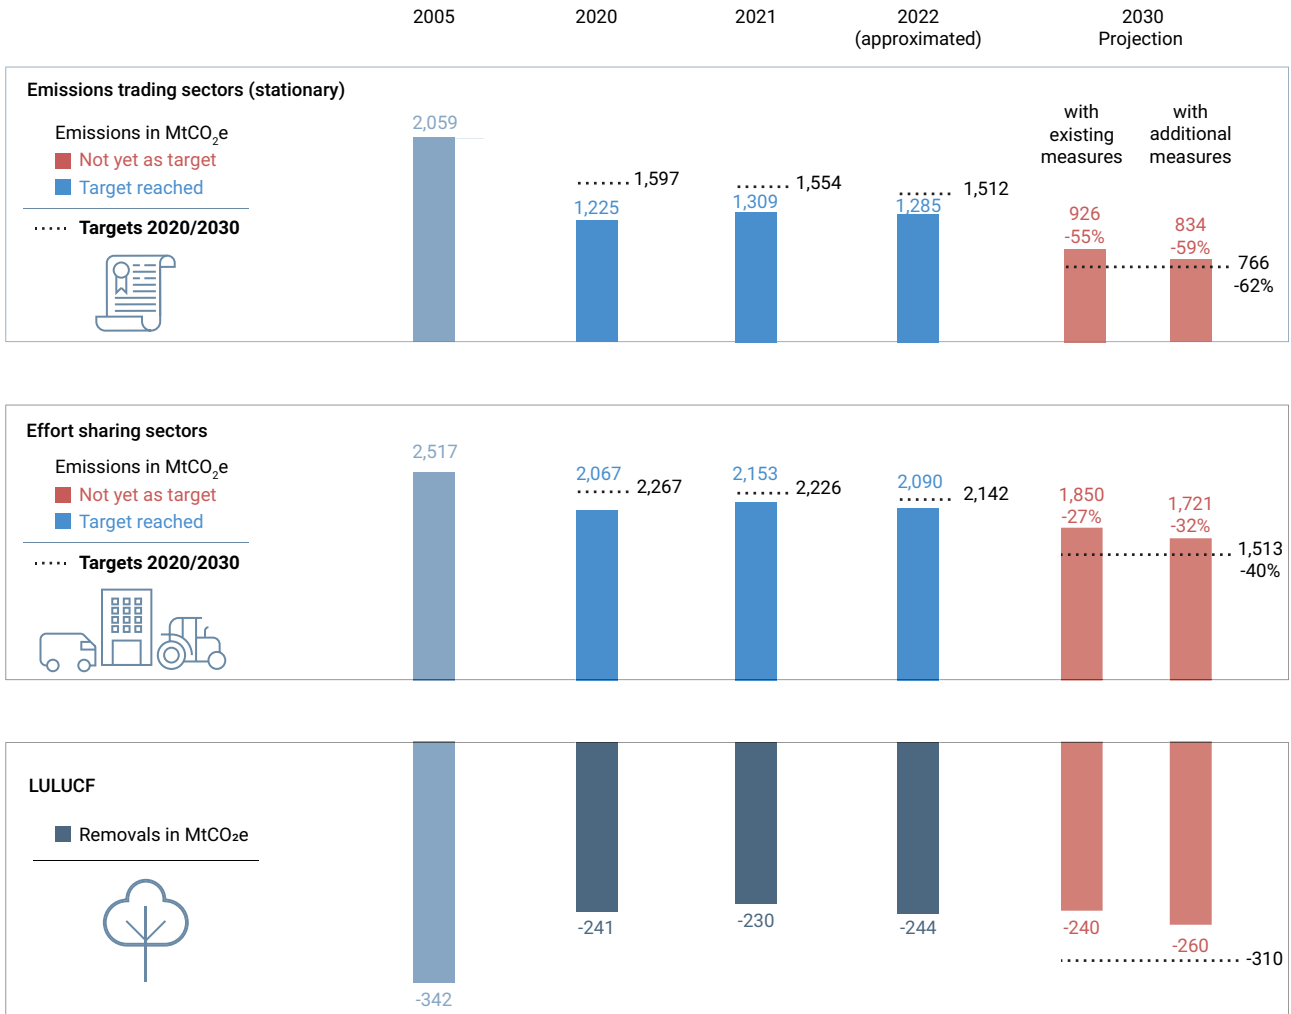 2005
2020
2021
2022
(approximated)
2030
Projection
Emissions trading sectors (stationary)
Emissions in MtCO₂e
Not yet as target
Target reached
Targets 2020/2030
2,059
1,597
1,225
1,554
1,309
1,512
1,285
with
existing
measures
with
additional
measures
926
-55%
834
-59%
766
-62%
Effort sharing sectors
Emissions in MtCO₂e
Not yet as target
Target reached
Targets 2020/2030
2,517
2,067
2,267
2,153
2,226
2,090
2,142
1,850
-27%
1,721
-32%
1,513
-40%
LULUCF
Removals in MtCO₂e
-342
-241
-230
-244
-240
-260
-310